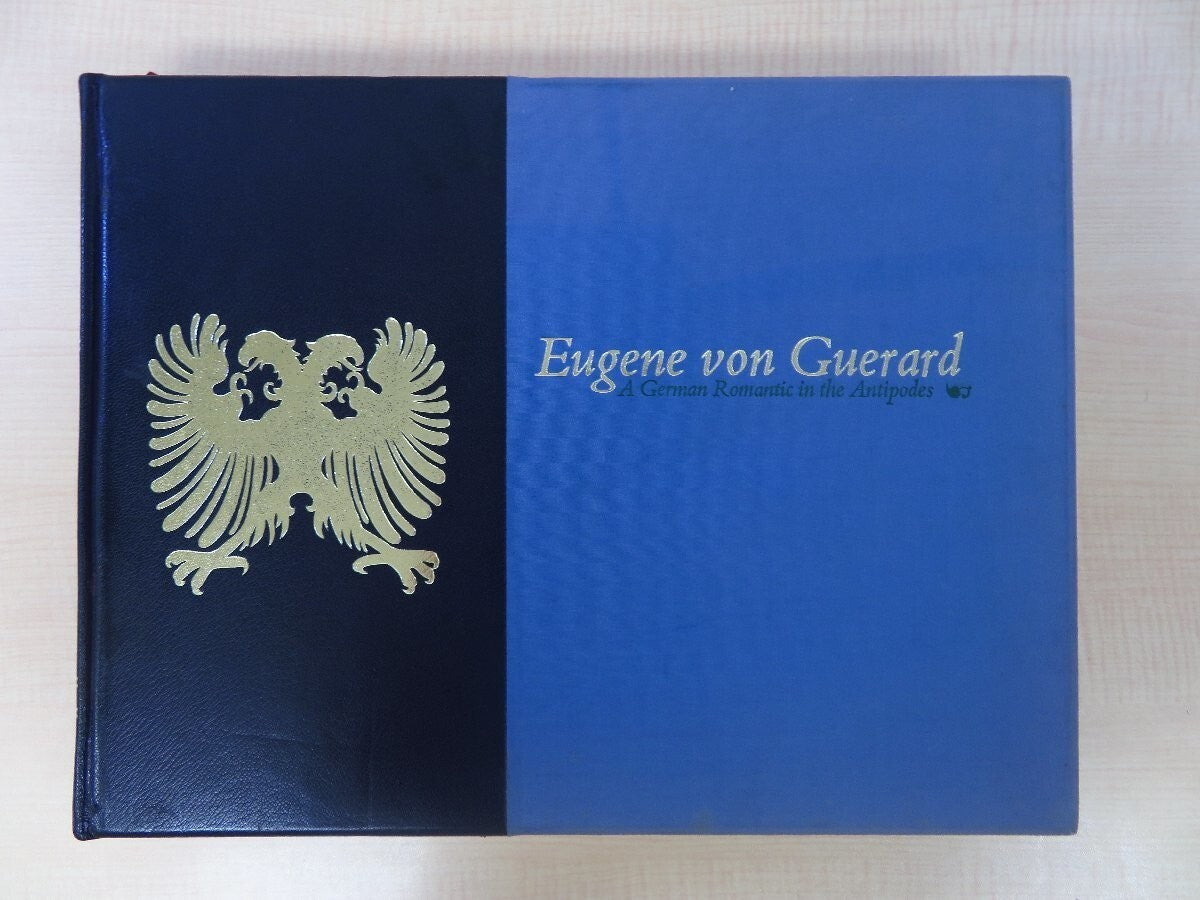 Eugene von Guerard
A German Romantic in the Antipodes